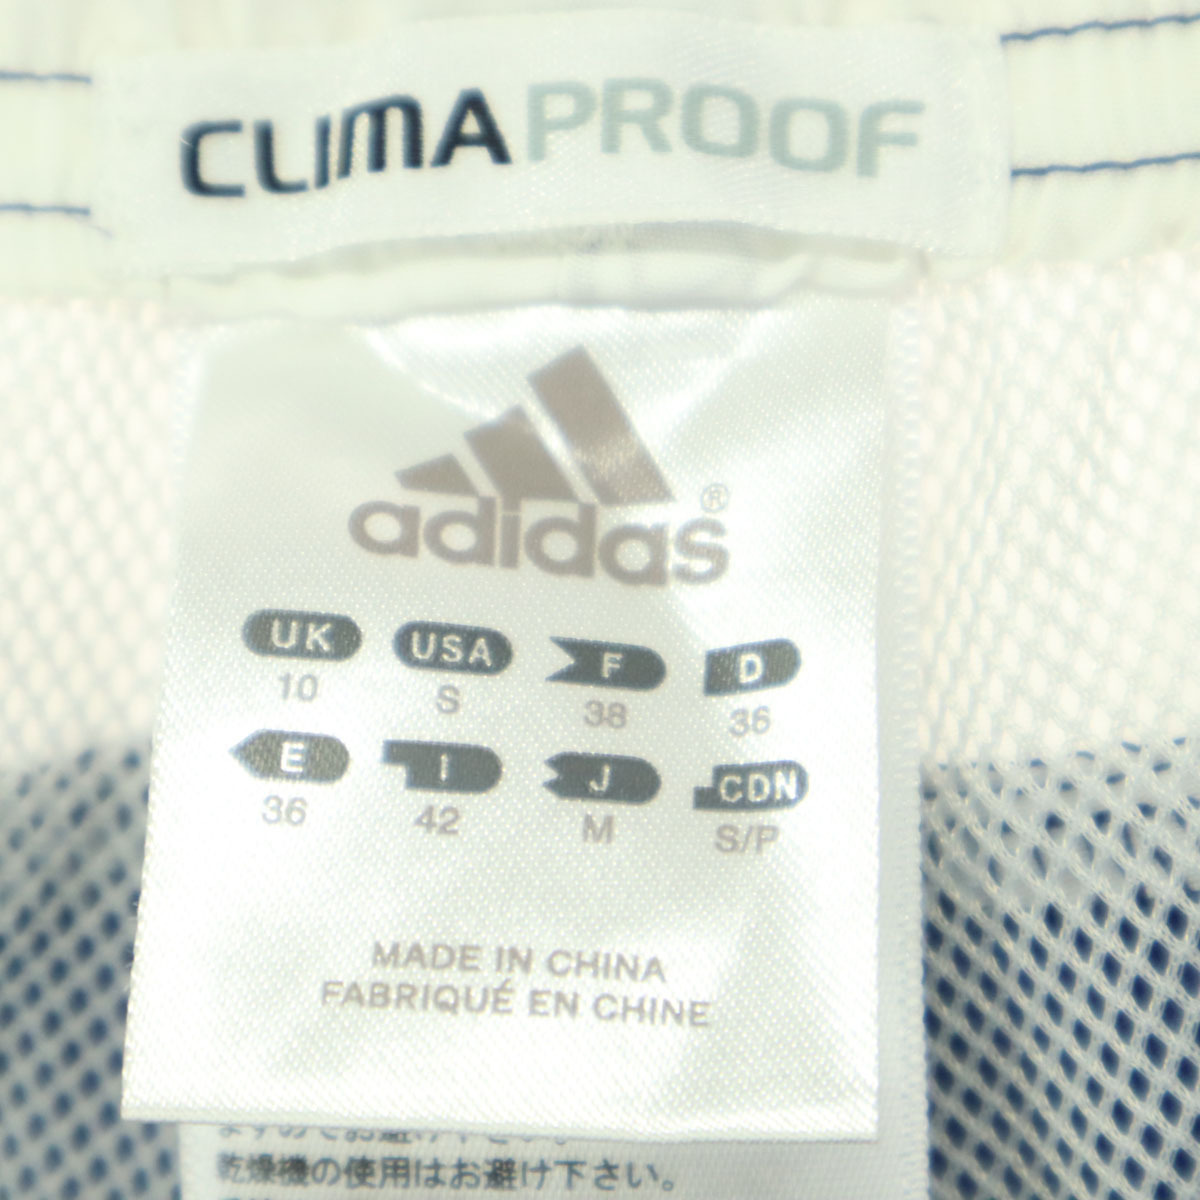 CLIMAPROOF
adidas®
UK USA F D
10 S 38 36
E I J CDN
36 42 M S/P
MADE IN CHINA
FABRIQUÉ EN CHINE
乾燥機の使用はお避け下さい。